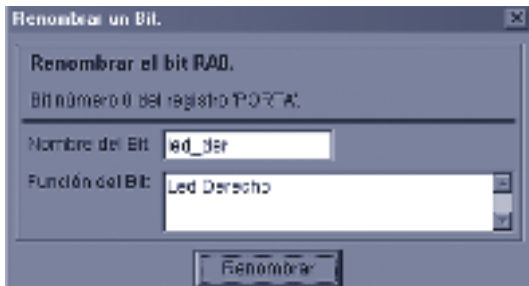 Renombrar un Bit.
Renombrar el bit RA0.
Bit número 0 del registro 'PORTA'.
Nombre del Bit: led_der
Función del Bit: Led Derecho
Renombrar